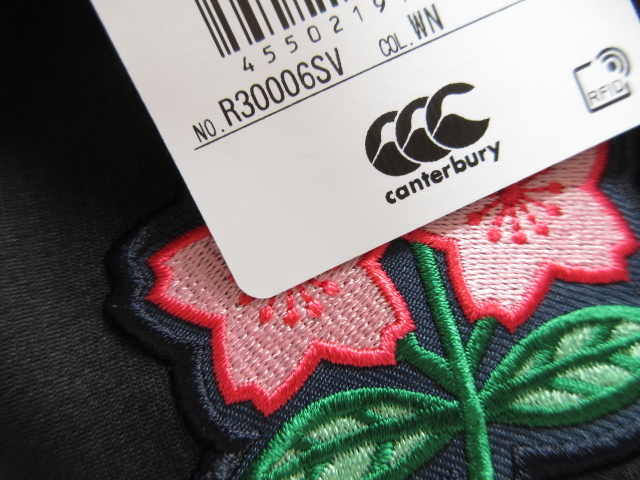 4550219
NO. R30006SV COL. WN
RFID
canterbury